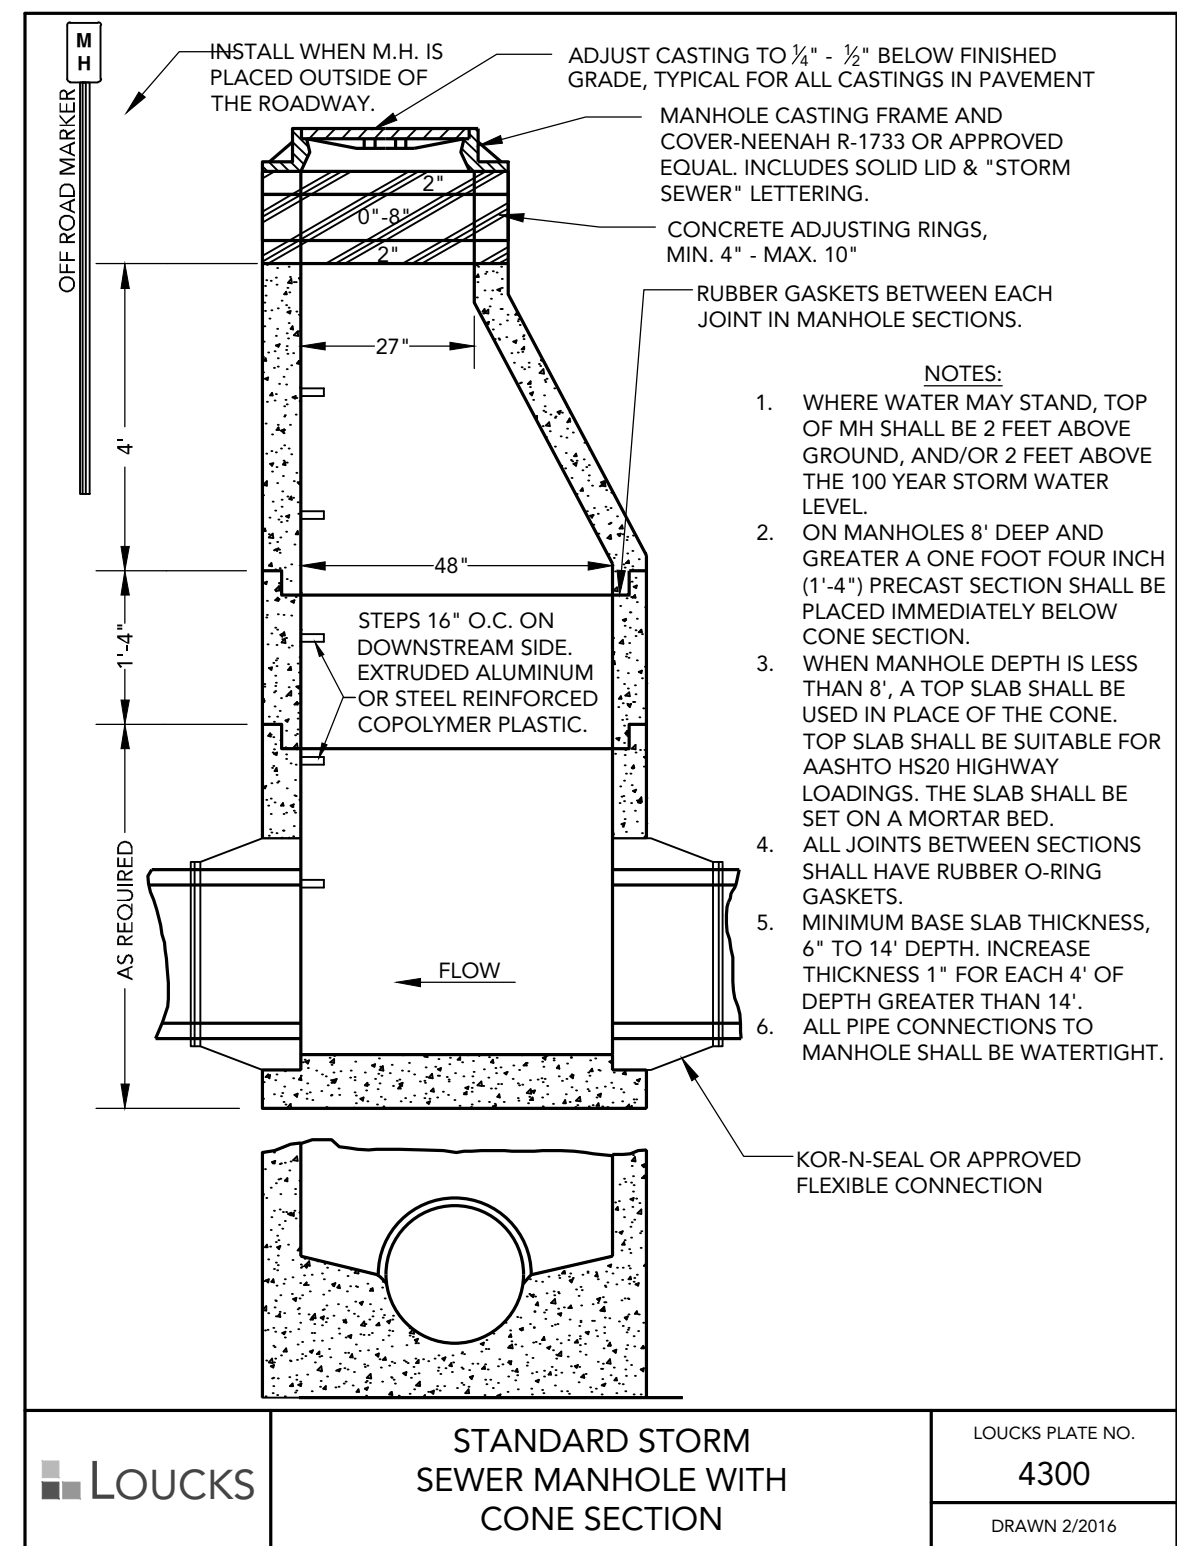 M
H
OFF ROAD MARKER
INSTALL WHEN M.H. IS
PLACED OUTSIDE OF
THE ROADWAY.
ADJUST CASTING TO ¼" - ½" BELOW FINISHED
GRADE, TYPICAL FOR ALL CASTINGS IN PAVEMENT
MANHOLE CASTING FRAME AND
COVER-NEENAH R-1733 OR APPROVED
EQUAL. INCLUDES SOLID LID & "STORM
SEWER" LETTERING.
2"
0"-8"
2"
CONCRETE ADJUSTING RINGS,
MIN. 4" - MAX. 10"
RUBBER GASKETS BETWEEN EACH
JOINT IN MANHOLE SECTIONS.
27"
4'
48"
1'-4"
STEPS 16" O.C. ON
DOWNSTREAM SIDE.
EXTRUDED ALUMINUM
OR STEEL REINFORCED
COPOLYMER PLASTIC.
AS REQUIRED
FLOW
NOTES:
1. WHERE WATER MAY STAND, TOP
OF MH SHALL BE 2 FEET ABOVE
GROUND, AND/OR 2 FEET ABOVE
THE 100 YEAR STORM WATER
LEVEL.
2. ON MANHOLES 8' DEEP AND
GREATER A ONE FOOT FOUR INCH
(1'-4") PRECAST SECTION SHALL BE
PLACED IMMEDIATELY BELOW
CONE SECTION.
3. WHEN MANHOLE DEPTH IS LESS
THAN 8', A TOP SLAB SHALL BE
USED IN PLACE OF THE CONE.
TOP SLAB SHALL BE SUITABLE FOR
AASHTO HS20 HIGHWAY
LOADINGS. THE SLAB SHALL BE
SET ON A MORTAR BED.
4. ALL JOINTS BETWEEN SECTIONS
SHALL HAVE RUBBER O-RING
GASKETS.
5. MINIMUM BASE SLAB THICKNESS,
6" TO 14' DEPTH. INCREASE
THICKNESS 1" FOR EACH 4' OF
DEPTH GREATER THAN 14'.
6. ALL PIPE CONNECTIONS TO
MANHOLE SHALL BE WATERTIGHT.
KOR-N-SEAL OR APPROVED
FLEXIBLE CONNECTION
LOUCKS
STANDARD STORM
SEWER MANHOLE WITH
CONE SECTION
LOUCKS PLATE NO.
4300
DRAWN 2/2016